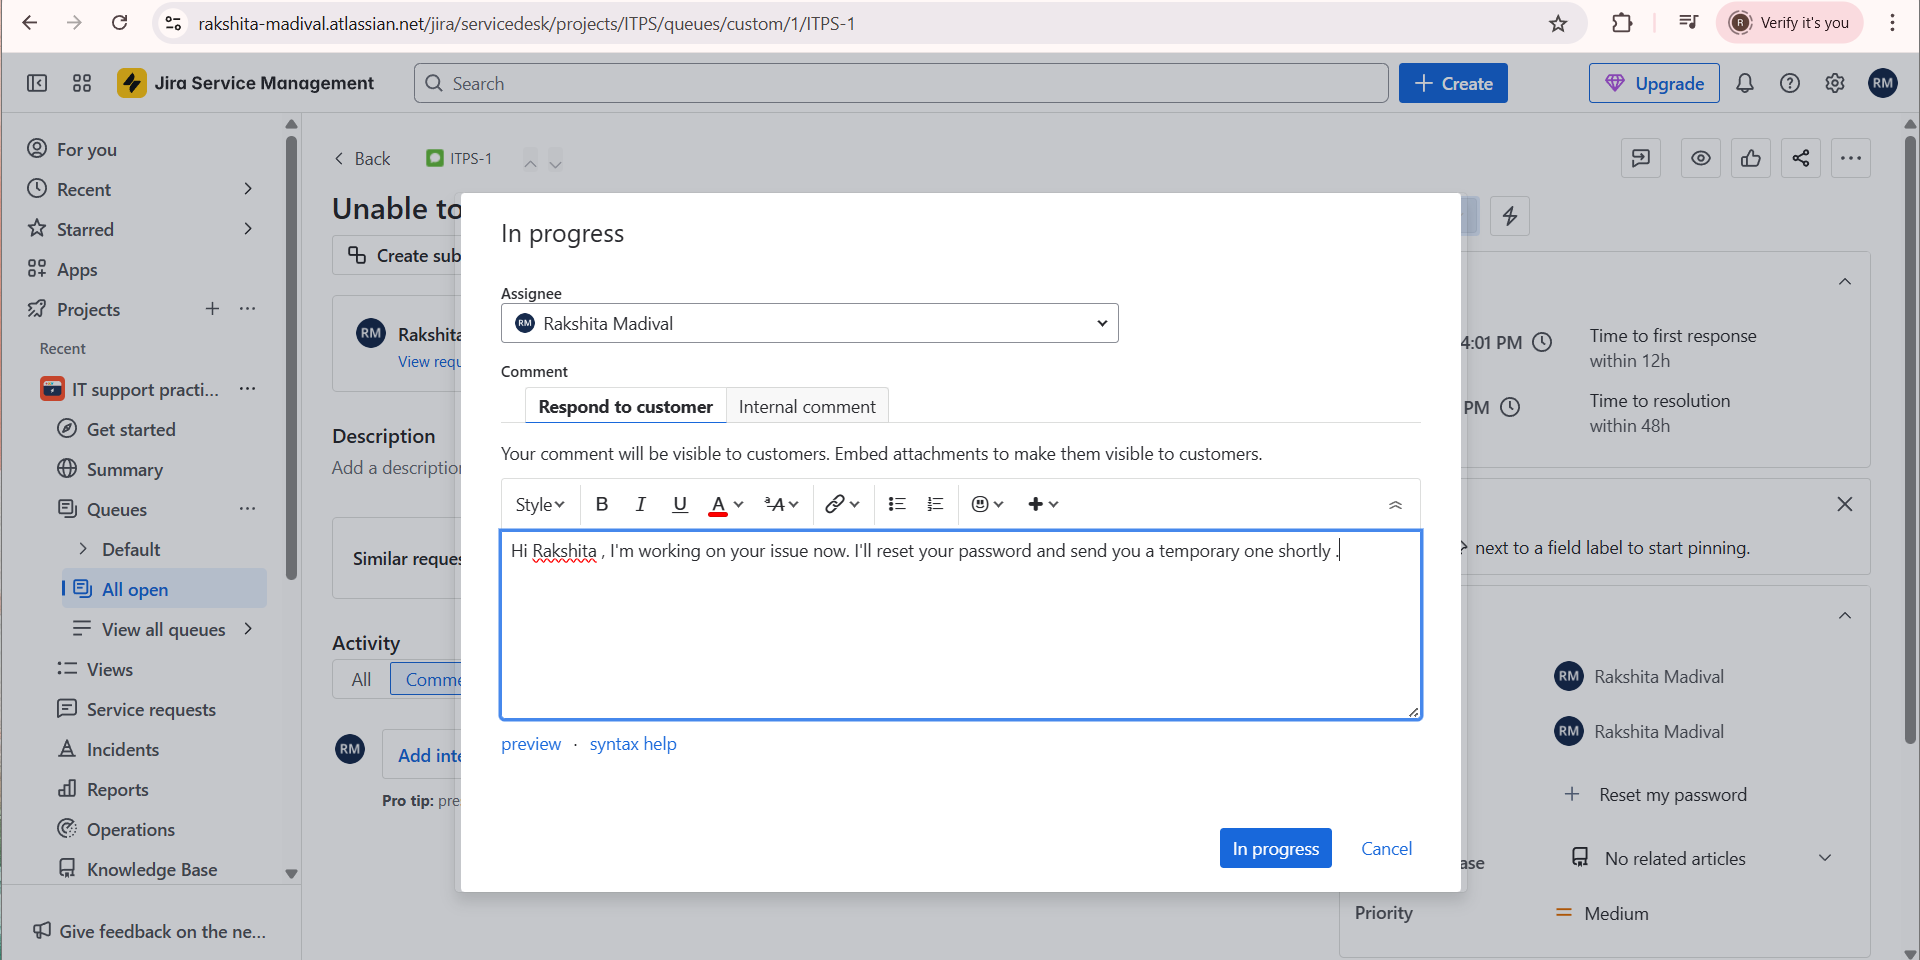 rakshita-madival.atlassian.net/jira/servicedesk/projects/ITPS/queues/custom/1/ITPS-1
R
Verify it's you
Jira Service Management
Search
Create
Upgrade
RM
For you
Recent
Starred
Apps
Projects
Recent
IT support practi...
Get started
Summary
Queues
Default
All open
View all queues
Views
Service requests
Incidents
Reports
Operations
Knowledge Base
Give feedback on the ne...
Back
ITPS-1
Unable to
Create sub
RM
Rakshita
View requ
Description
Add a description
Similar reques
Activity
All
Comme
RM
Add inte
Pro tip: pre
In progress
Assignee
RM Rakshita Madival
Comment
Respond to customer
Internal comment
Your comment will be visible to customers. Embed attachments to make them visible to customers.
Style
B
I
U
A
ªA
Hi Rakshita , I'm working on your issue now. I'll reset your password and send you a temporary one shortly .
preview · syntax help
In progress
Cancel
4:01 PM
Time to first response
within 12h
PM
Time to resolution
within 48h
next to a field label to start pinning.
RM Rakshita Madival
RM Rakshita Madival
Reset my password
ase
No related articles
Priority
Medium